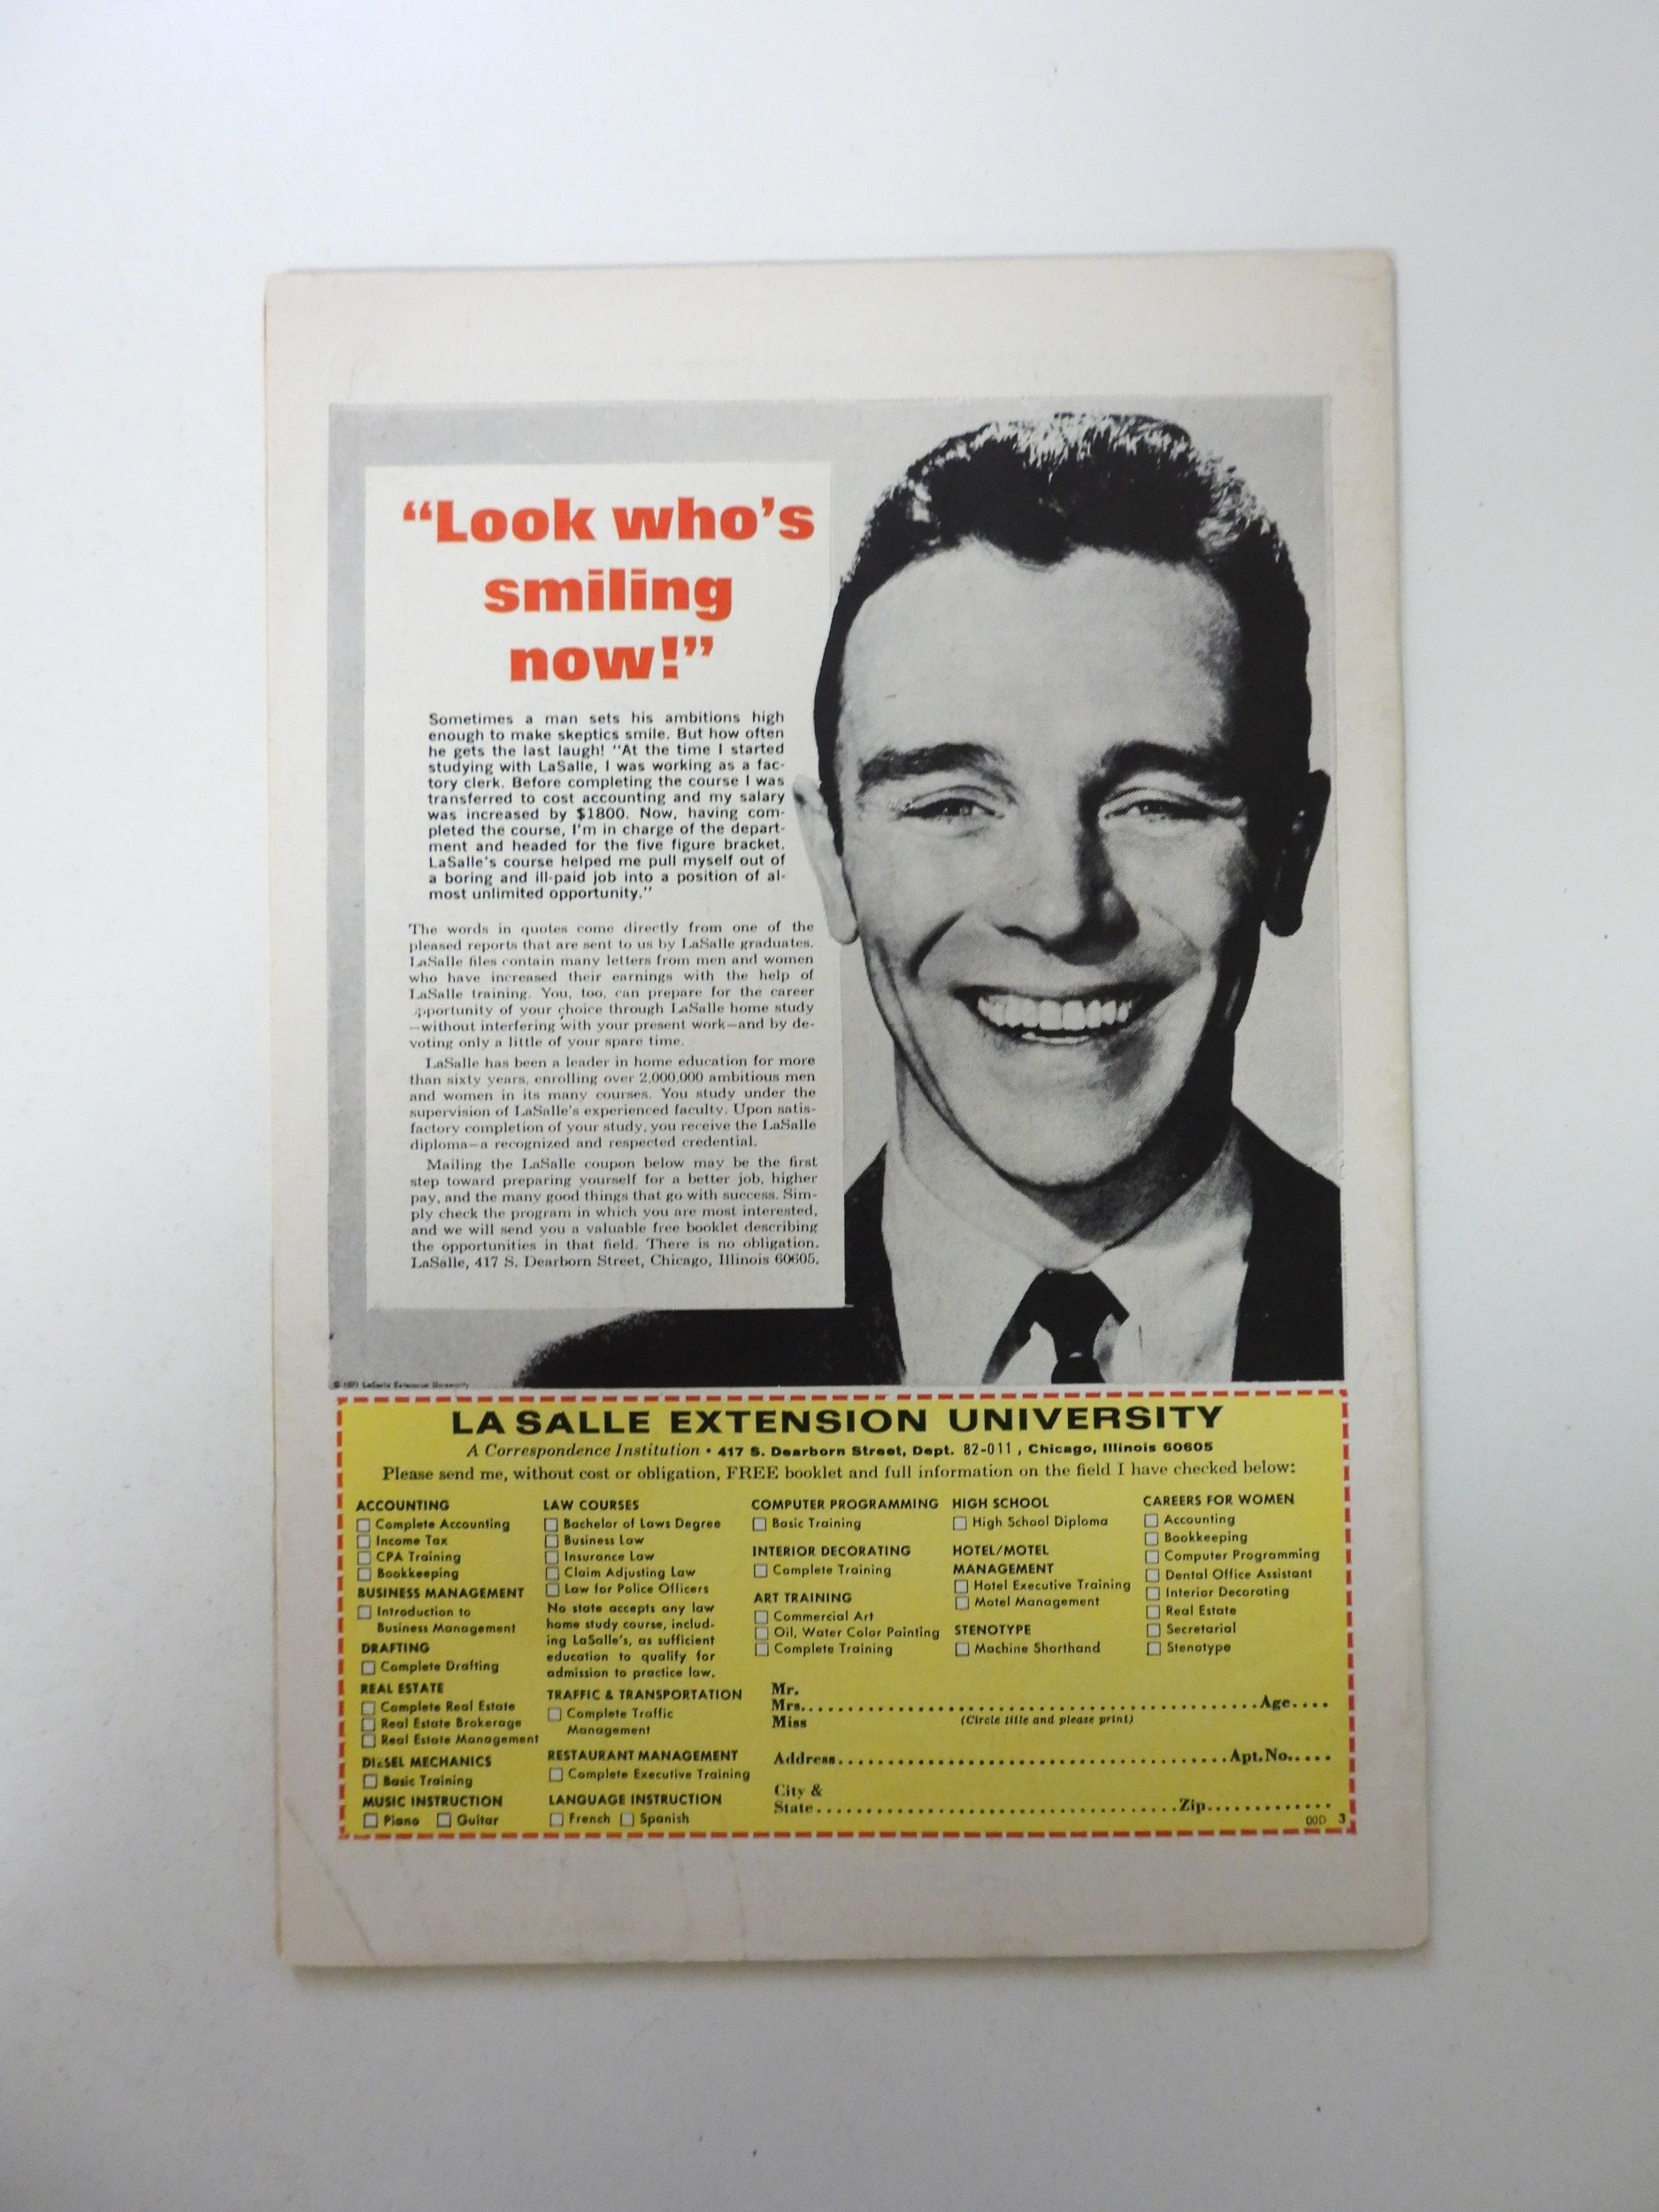 “Look who’s
smiling
now!”
Sometimes a man sets his ambitions high
enough to make skeptics smile. But how often
he gets the last laugh! “At the time I started
studying with LaSalle, I was working as a fac-
tory clerk. Before completing the course I was
transferred to cost accounting and my salary
was increased by $1800. Now, having com-
pleted the course, I’m in charge of the depart-
ment and headed for the five figure bracket.
LaSalle’s course helped me pull myself out of
a boring and ill-paid job into a position of al-
most unlimited opportunity.”
The words in quotes come directly from one of the
pleased reports that are sent to us by LaSalle graduates.
LaSalle files contain many letters from men and women
who have increased their earnings with the help of
LaSalle training. You, too, can prepare for the career
opportunity of your choice through LaSalle home study
—without interfering with your present work—and by de-
voting only a little of your spare time.
LaSalle has been a leader in home education for more
than sixty years, enrolling over 2,000,000 ambitious men
and women in its many courses. You study under the
supervision of LaSalle’s experienced faculty. Upon satis-
factory completion of your study, you receive the LaSalle
diploma—a recognized and respected credential.
Mailing the LaSalle coupon below may be the first
step toward preparing yourself for a better job, higher
pay, and the many good things that go with success. Sim-
ply check the program in which you are most interested,
and we will send you a valuable free booklet describing
the opportunities in that field. There is no obligation.
LaSalle, 417 S. Dearborn Street, Chicago, Illinois 60605.
© 1971 LaSalle Extension University
LA SALLE EXTENSION UNIVERSITY
A Correspondence Institution • 417 S. Dearborn Street, Dept. 82-011, Chicago, Illinois 60605
Please send me, without cost or obligation, FREE booklet and full information on the field I have checked below:
ACCOUNTING
Complete Accounting
Income Tax
CPA Training
Bookkeeping
BUSINESS MANAGEMENT
Introduction to
Business Management
DRAFTING
Complete Drafting
REAL ESTATE
Complete Real Estate
Real Estate Brokerage
Real Estate Management
DIESEL MECHANICS
Basic Training
MUSIC INSTRUCTION
Piano Guitar
LAW COURSES
Bachelor of Laws Degree
Business Law
Insurance Law
Claim Adjusting Law
Law for Police Officers
No state accepts any law
home study course, includ-
ing LaSalle’s, as sufficient
education to qualify for
admission to practice law.
TRAFFIC & TRANSPORTATION
Complete Traffic
Management
RESTAURANT MANAGEMENT
Complete Executive Training
LANGUAGE INSTRUCTION
French Spanish
COMPUTER PROGRAMMING
Basic Training
INTERIOR DECORATING
Complete Training
ART TRAINING
Commercial Art
Oil, Water Color Painting
Complete Training
HIGH SCHOOL
High School Diploma
HOTEL/MOTEL
MANAGEMENT
Hotel Executive Training
Motel Management
STENOTYPE
Machine Shorthand
CAREERS FOR WOMEN
Accounting
Bookkeeping
Computer Programming
Dental Office Assistant
Interior Decorating
Real Estate
Secretarial
Stenotype
Mr.
Mrs. Age
Miss (Circle title and please print)
Address Apt. No.
City &
State Zip
00D 3